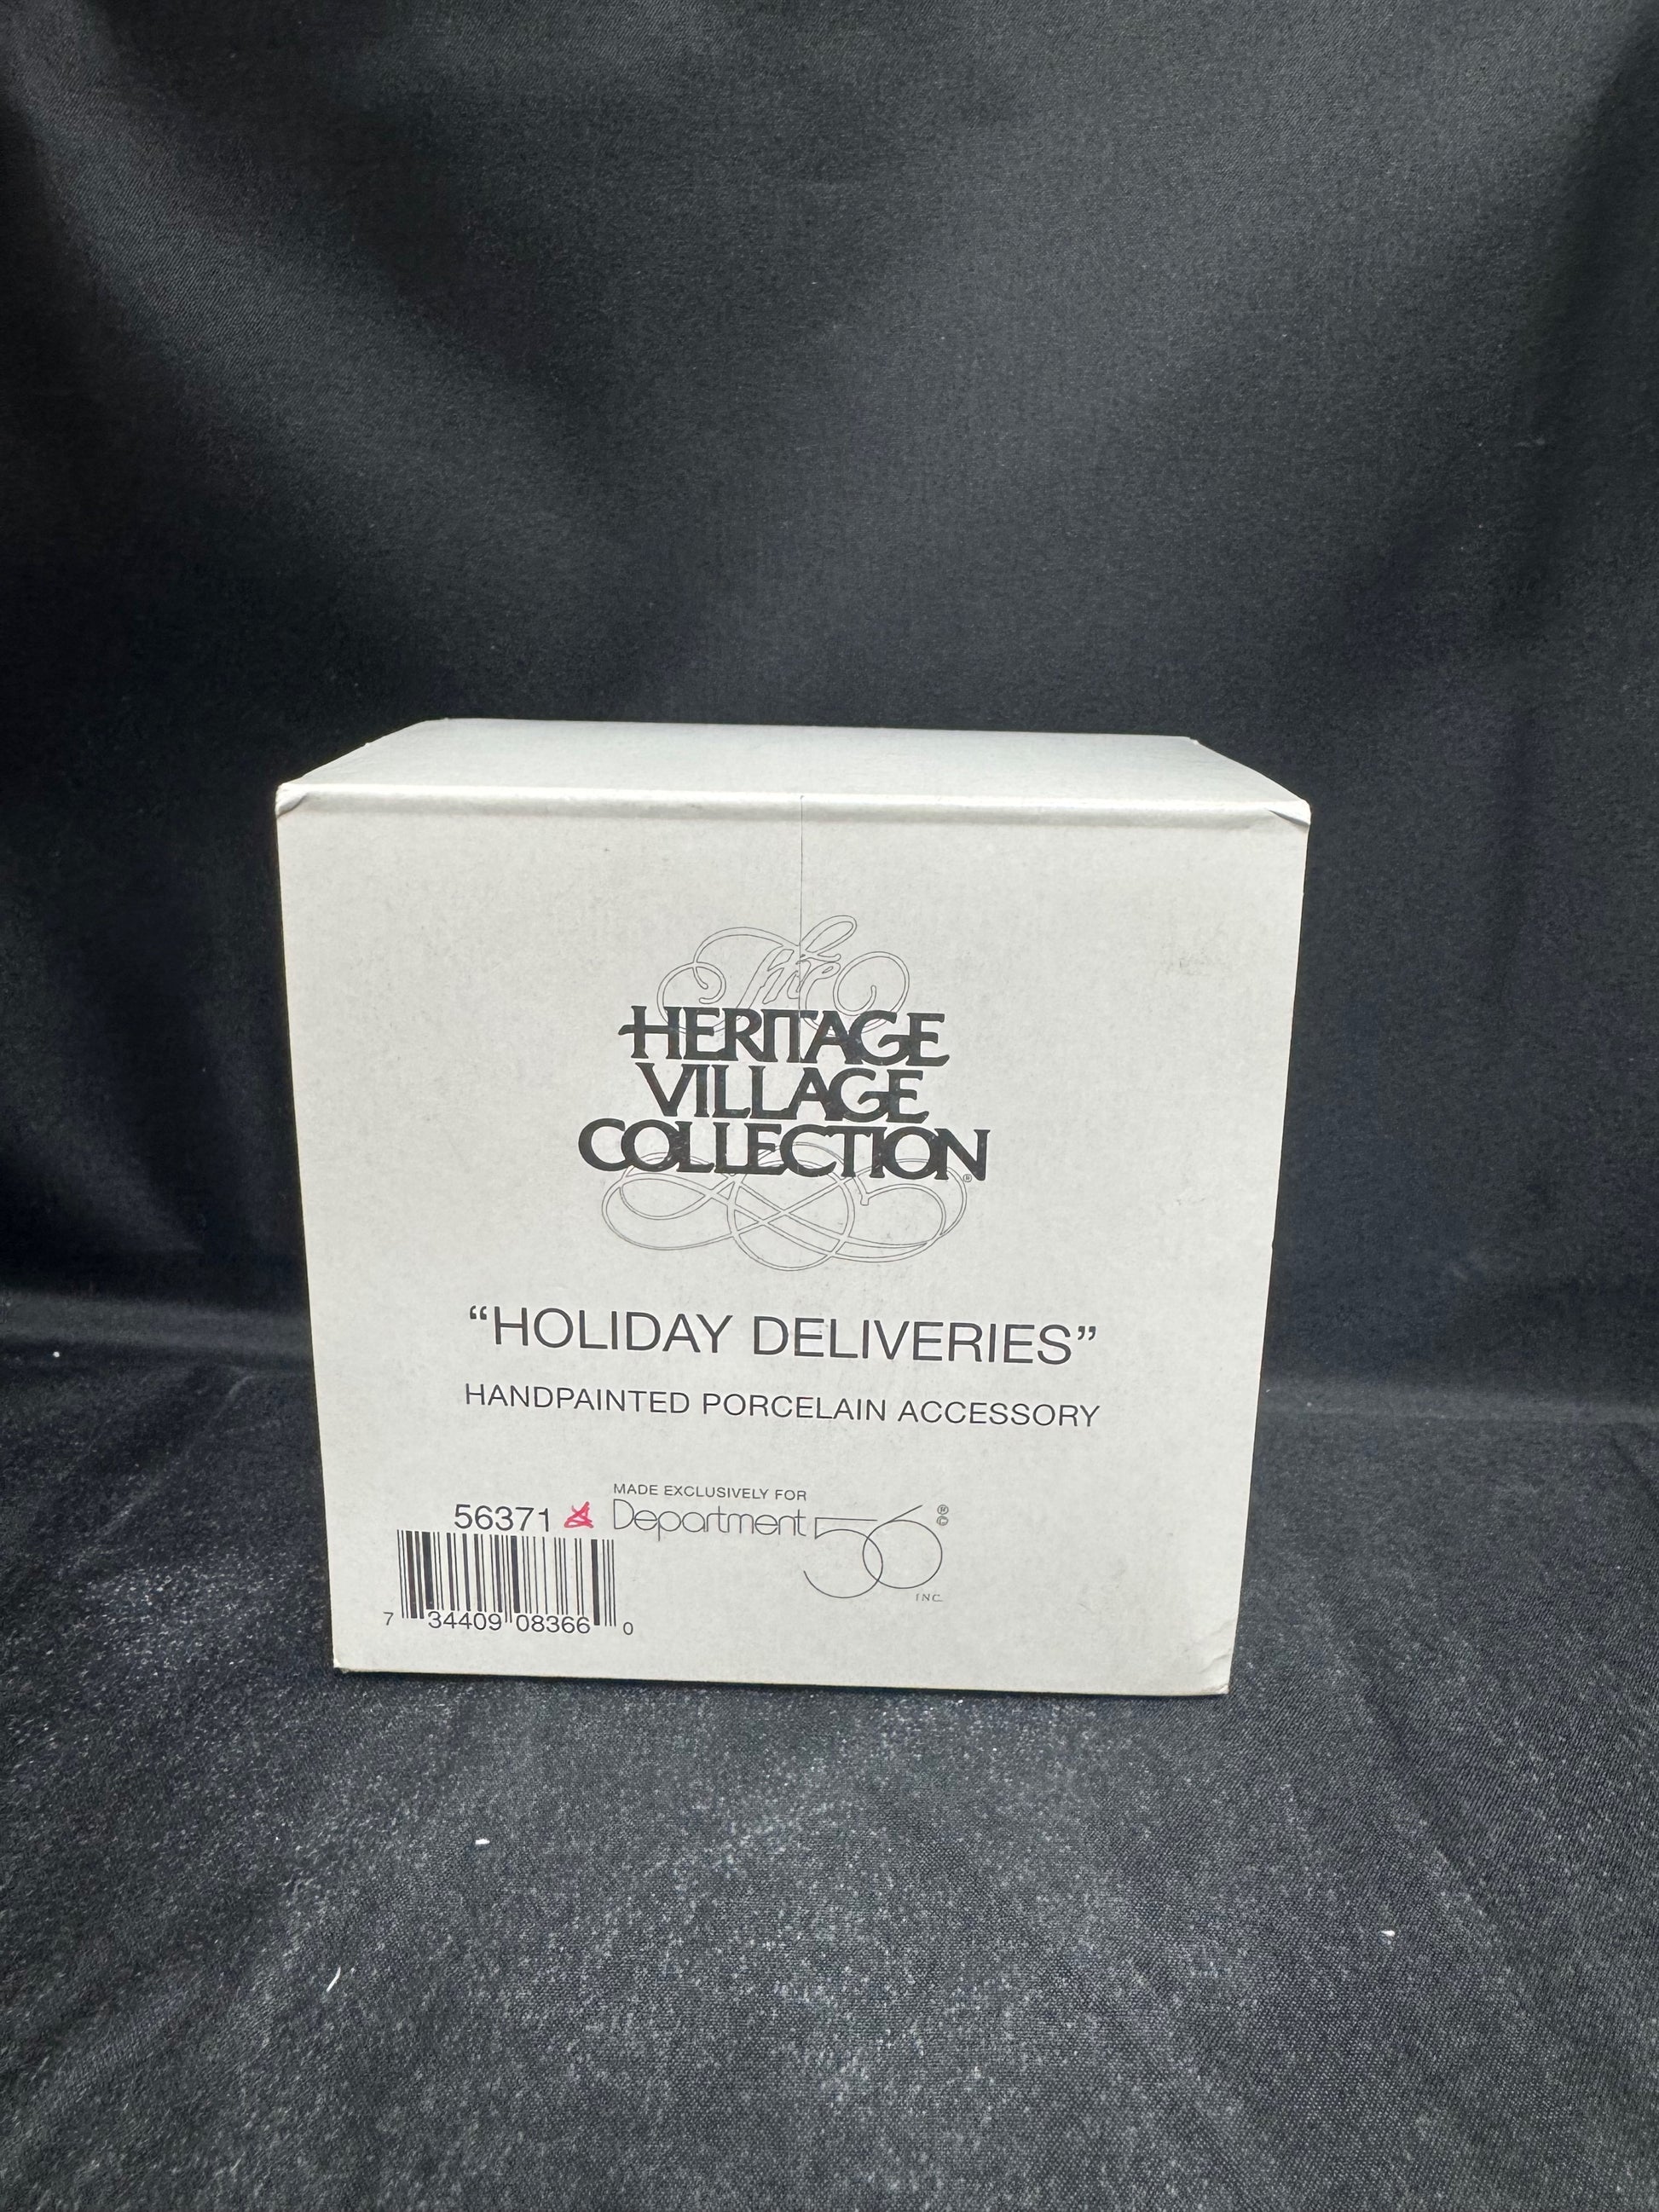 The
HERITAGE
VILLAGE
COLLECTION®
“HOLIDAY DELIVERIES”
HANDPAINTED PORCELAIN ACCESSORY
MADE EXCLUSIVELY FOR
56371 Department 56 ® ©
INC.
7 34409 08366 0